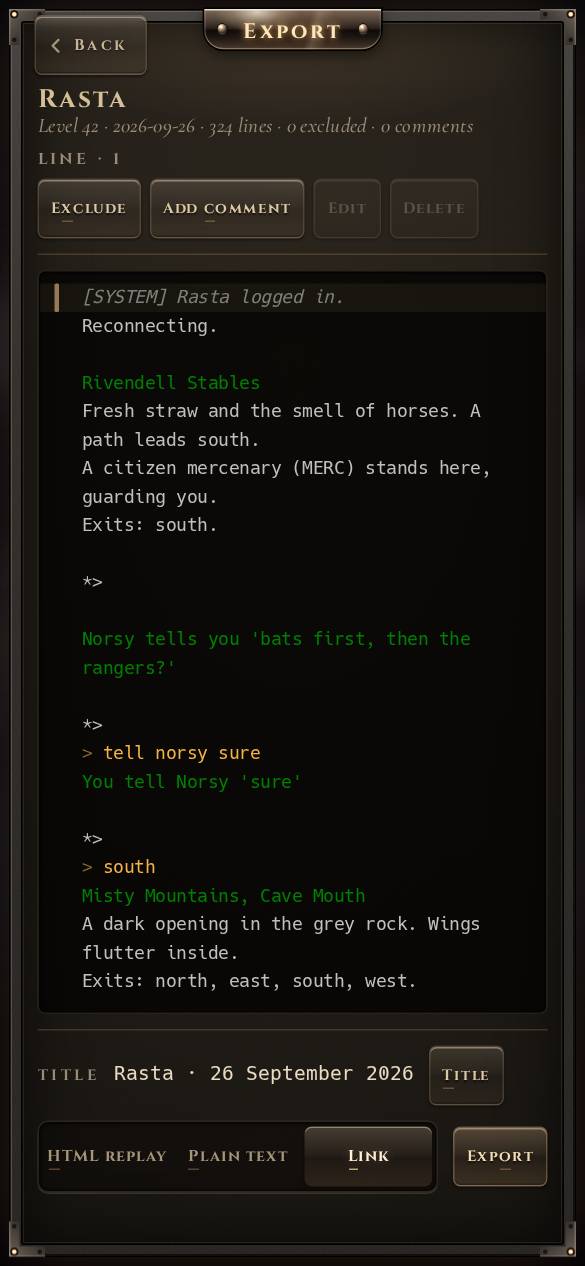 Export
Back
Rasta
Level 42 · 2026-09-26 · 324 lines · 0 excluded · 0 comments
LINE · 1
Exclude Add comment Edit Delete
[SYSTEM] Rasta logged in.
Reconnecting.
Rivendell Stables
Fresh straw and the smell of horses. A
path leads south.
A citizen mercenary (MERC) stands here,
guarding you.
Exits: south.
*>
Norsy tells you 'bats first, then the
rangers?'
*>
> tell norsy sure
You tell Norsy 'sure'
*>
> south
Misty Mountains, Cave Mouth
A dark opening in the grey rock. Wings
flutter inside.
Exits: north, east, south, west.
TITLE Rasta · 26 September 2026 Title
HTML replay Plain text Link Export